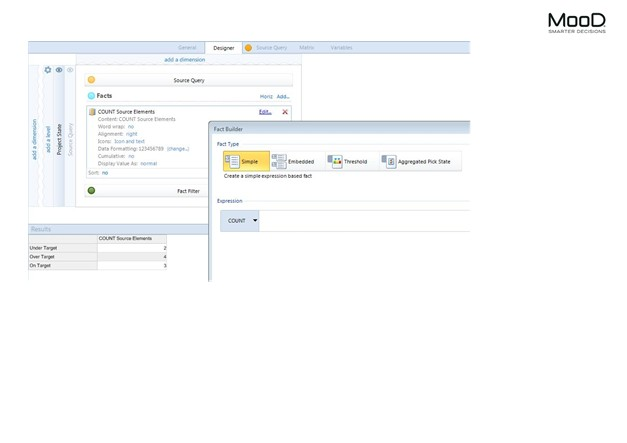 MooD
SMARTER DECISIONS
General Designer Source Query Matrix Variables
add a dimension
add a dimension
add a level
Project State
Source Query
Source Query
Facts Horiz Add...
COUNT Source Elements Edit... X
Content: COUNT Source Elements
Word wrap: no
Alignment: right
Icons: Icon and text
Data Formatting: 123456789 (change...)
Cumulative: no
Display Value As: normal
Sort: no
Fact Filter
Fact Builder
Fact Type
Simple Embedded Threshold Aggregated Pick State
Create a simple expression based fact
Expression
COUNT
Results
COUNT Source Elements
Under Target 2
Over Target 4
On Target 3